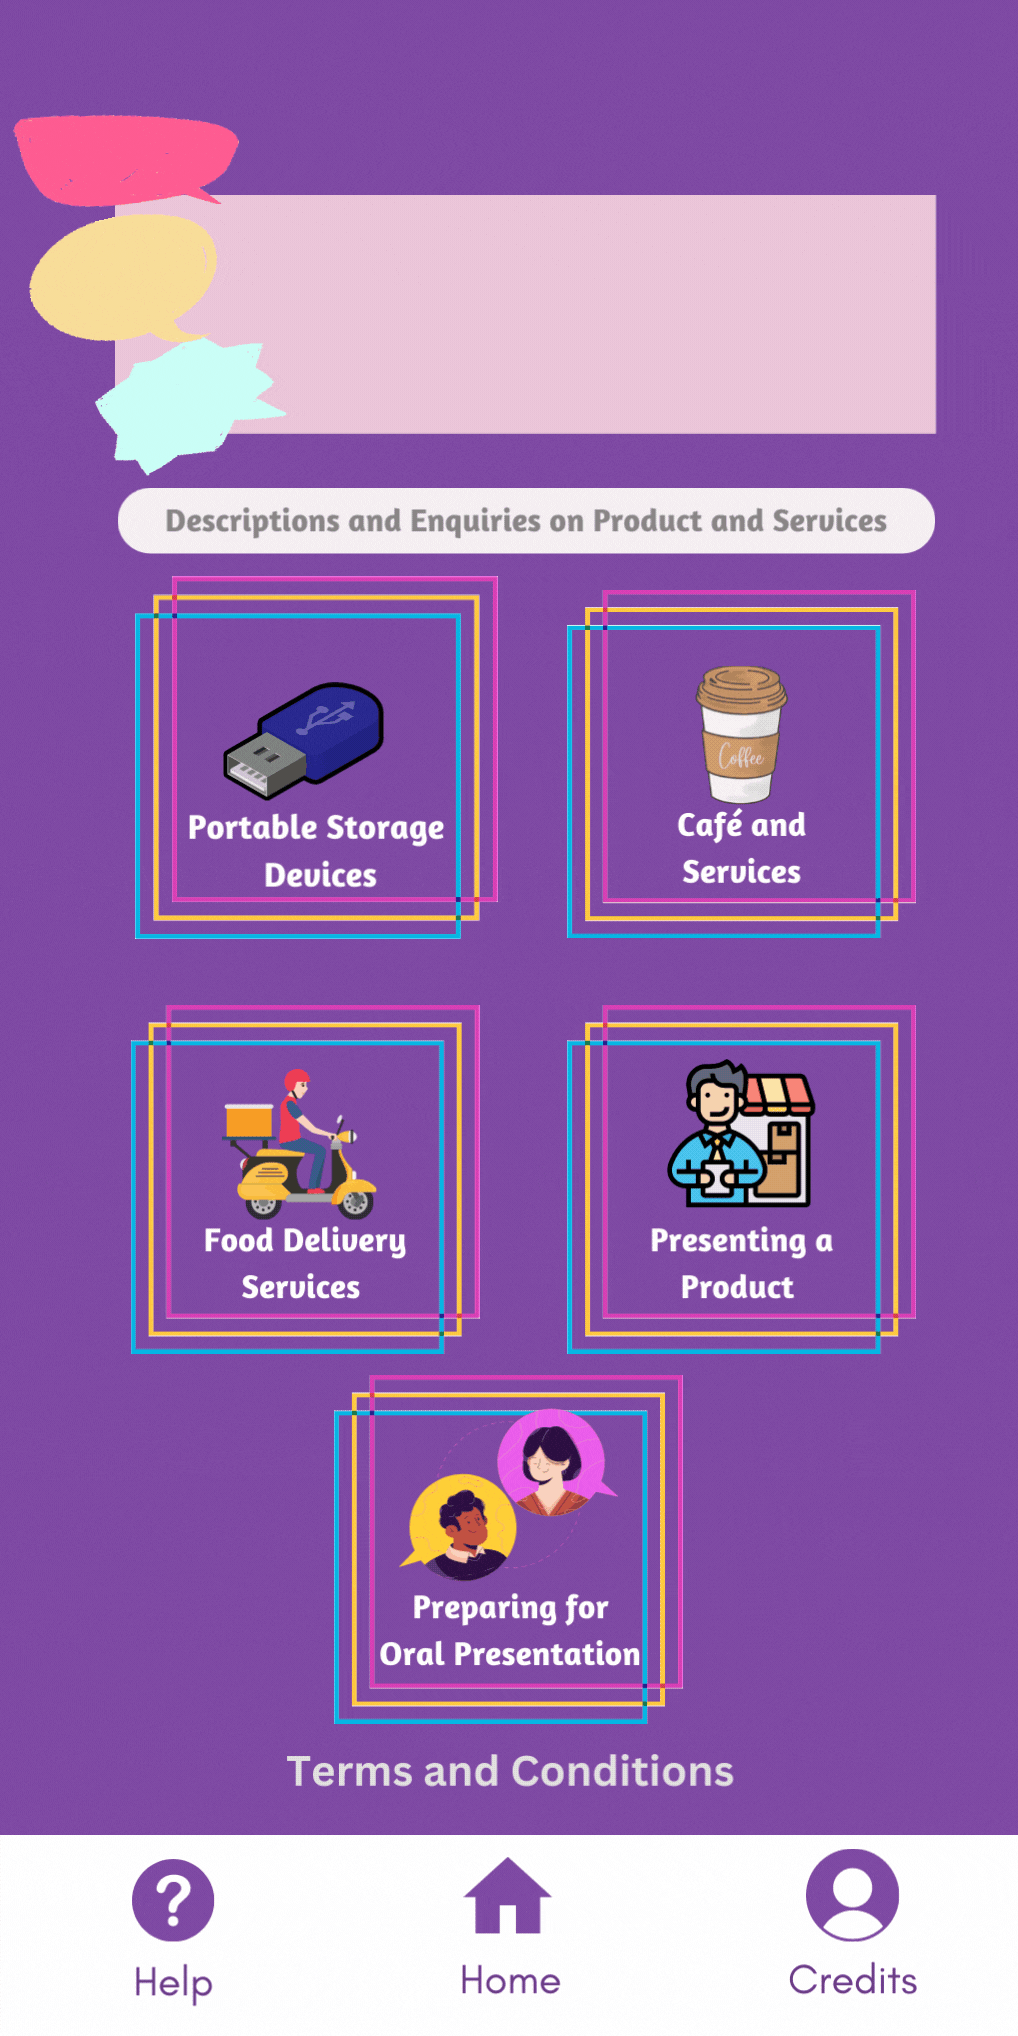 Descriptions and Enquiries on Product and Services
Portable Storage
Devices
Coffee
Café and
Services
Food Delivery
Services
Presenting a
Product
Preparing for
Oral Presentation
Terms and Conditions
?
Help
Home
Credits